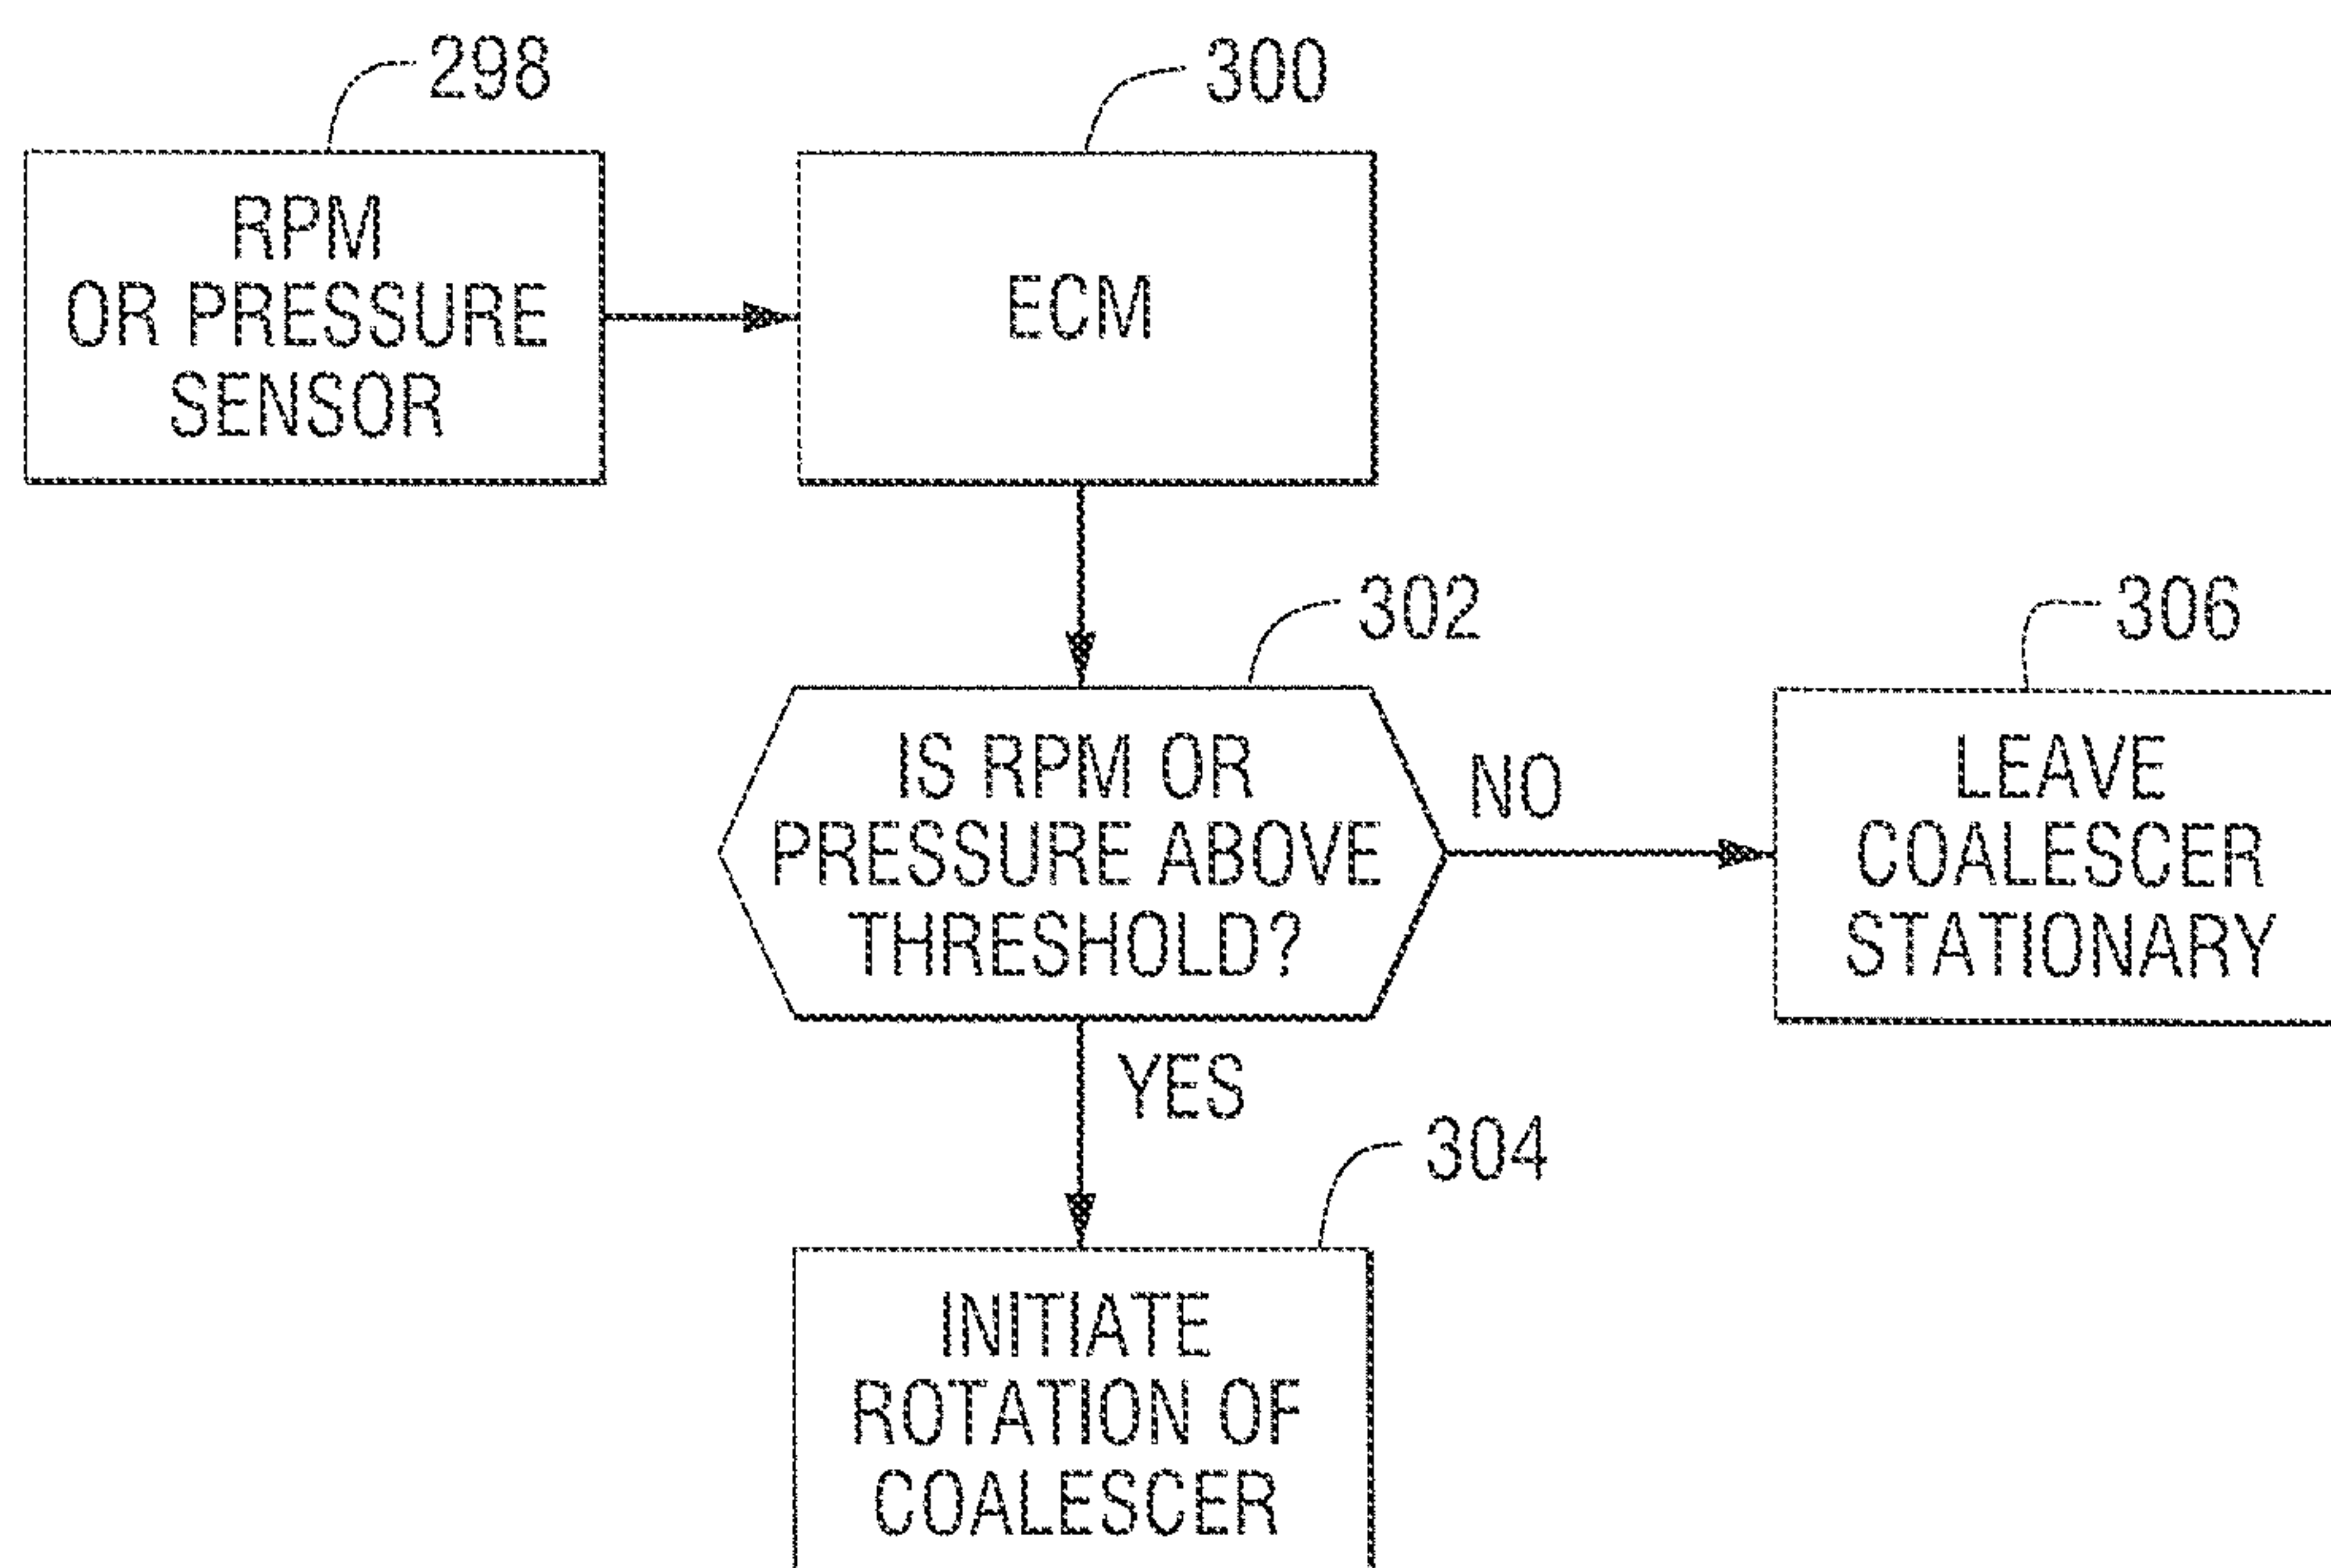 298
300
RPM
OR PRESSURE
SENSOR
ECM
302
306
IS RPM OR
PRESSURE ABOVE
THRESHOLD?
NO
LEAVE
COALESCER
STATIONARY
YES
304
INITIATE
ROTATION OF
COALESCER